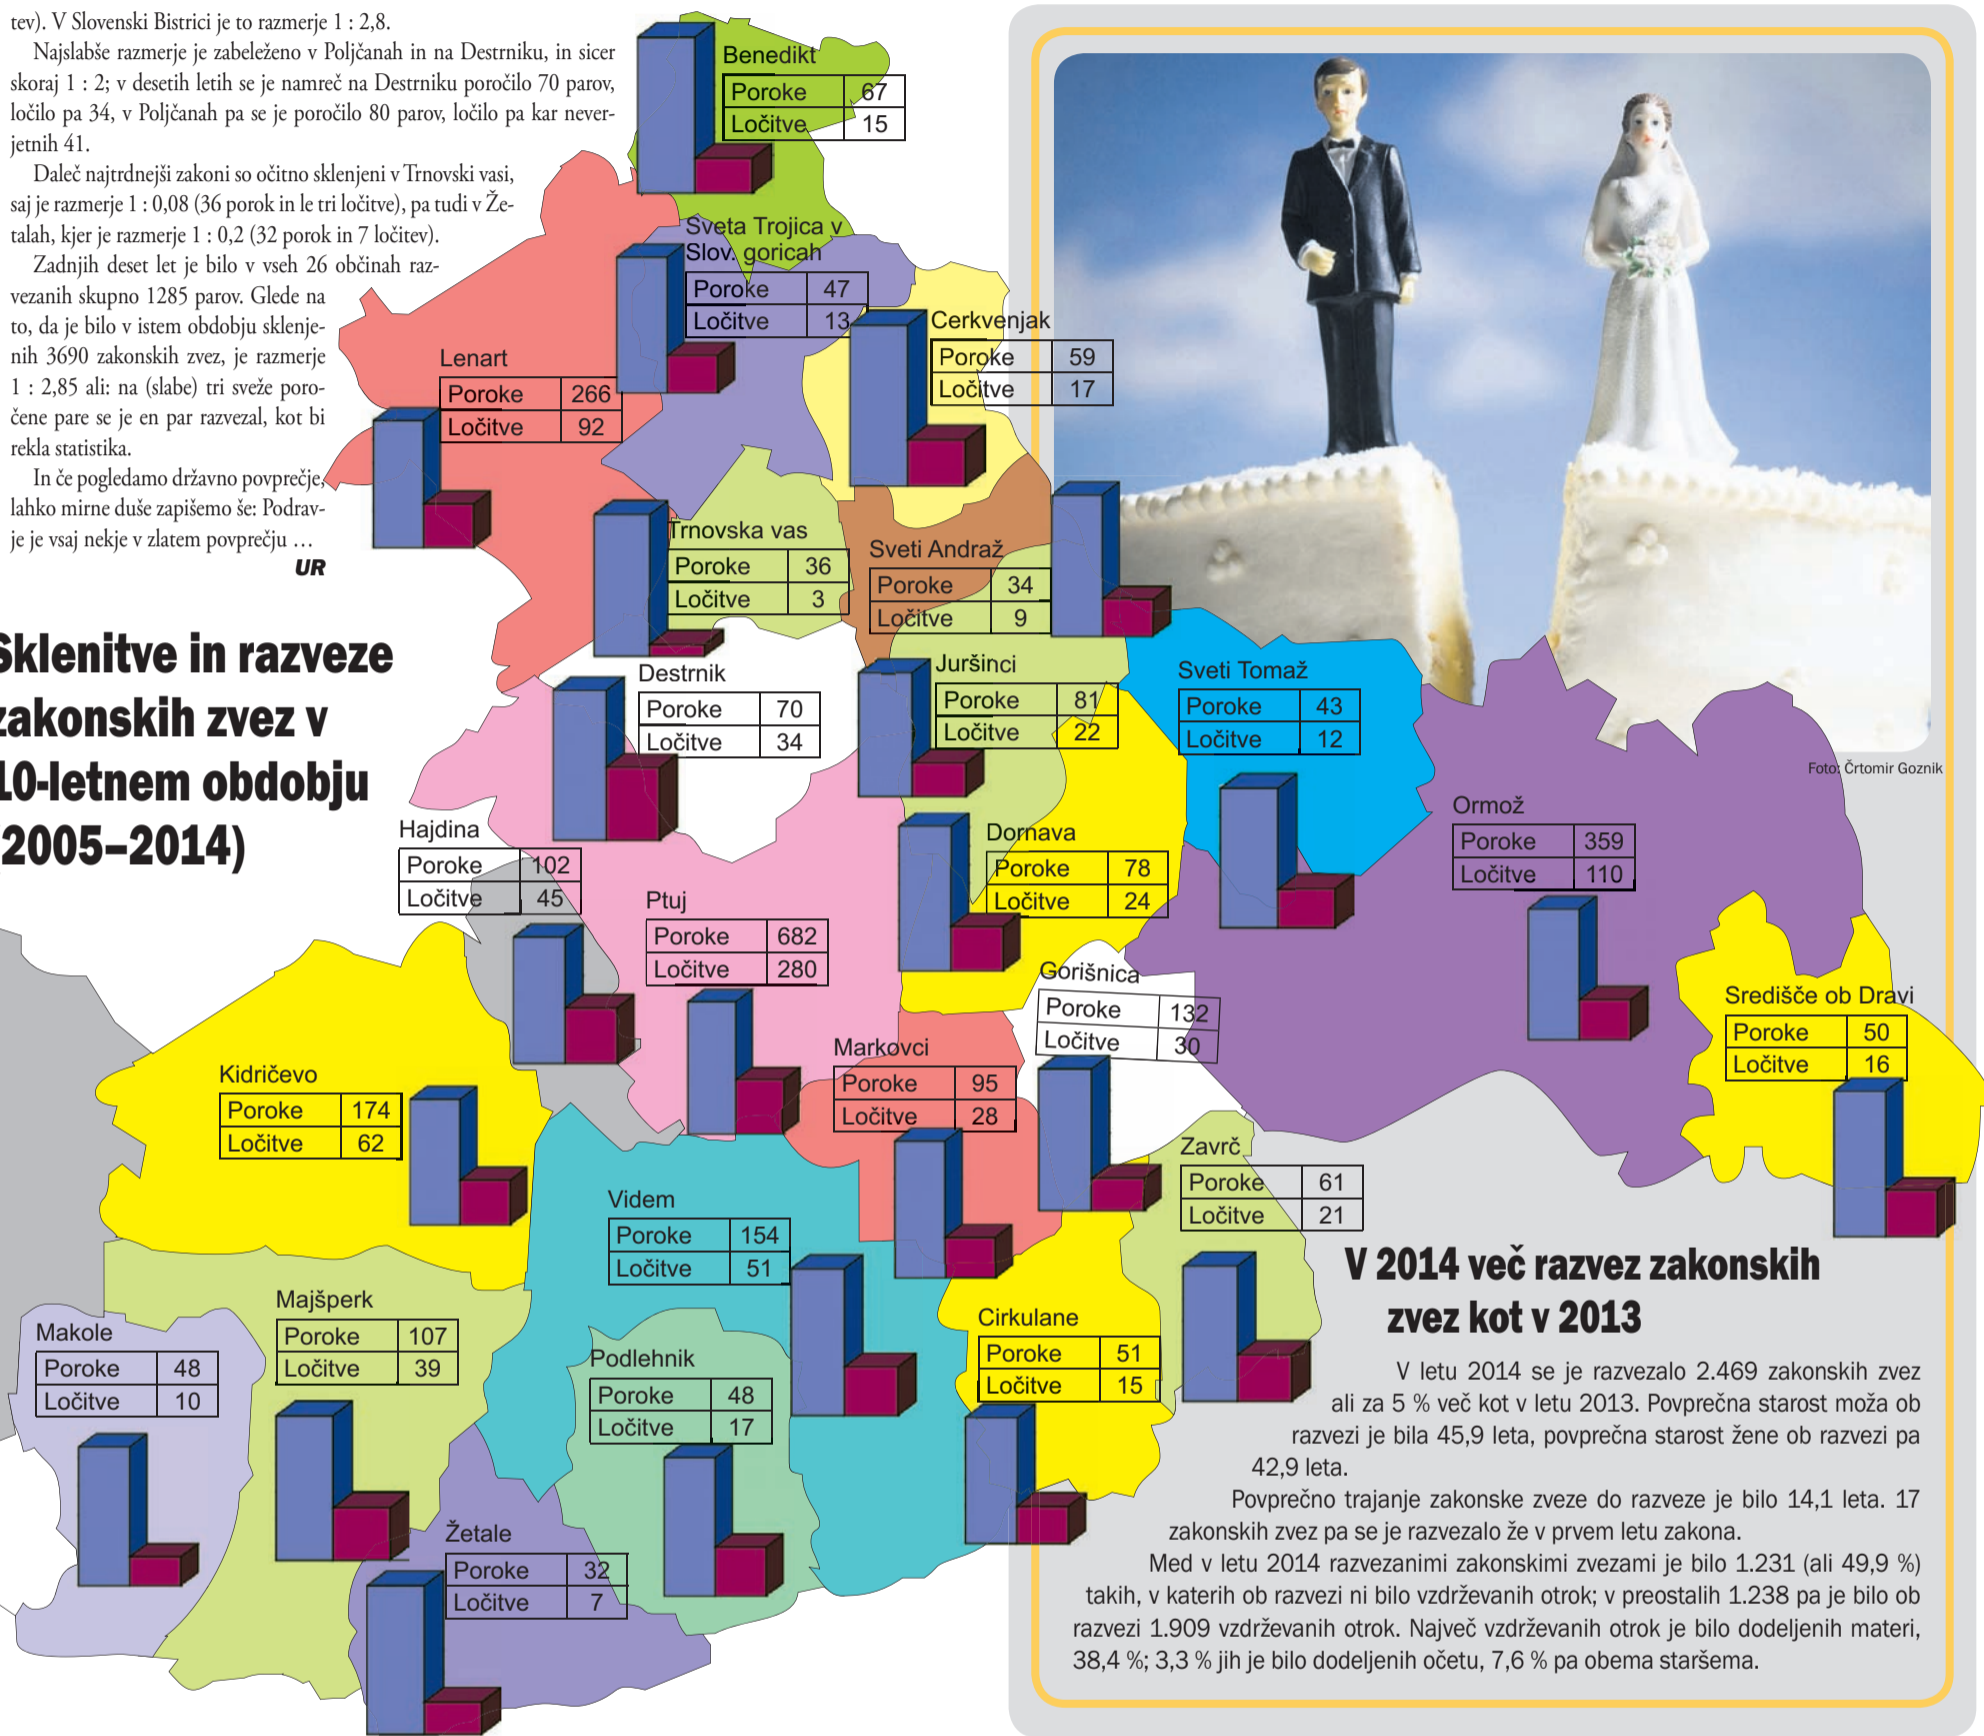 tev). V Slovenski Bistrici je to razmerje 1 : 2,8.
Najslabše razmerje je zabeleženo v Poljčanah in na Destrniku, in sicer
skoraj 1 : 2; v desetih letih se je namreč na Destrniku poročilo 70 parov,
ločilo pa 34, v Poljčanah pa se je poročilo 80 parov, ločilo pa kar never-
jetnih 41.
Daleč najtrdnejši zakoni so očitno sklenjeni v Trnovski vasi,
saj je razmerje 1 : 0,08 (36 porok in le tri ločitve), pa tudi v Že-
talah, kjer je razmerje 1 : 0,2 (32 porok in 7 ločitev).
Zadnjih deset let je bilo v vseh 26 občinah raz-
vezanih skupno 1285 parov. Glede na
to, da je bilo v istem obdobju sklenje-
nih 3690 zakonskih zvez, je razmerje
1 : 2,85 ali: na (slabe) tri sveže poro-
čene pare se je en par razvezal, kot bi
rekla statistika.
In če pogledamo državno povprečje,
lahko mirne duše zapišemo še: Podrav-
je je vsaj nekje v zlatem povprečju …
UR
Sklenitve in razveze
zakonskih zvez v
10-letnem obdobju
(2005–2014)
Benedikt
Poroke 67
Ločitve 15
Sveta Trojica v
Slov. goricah
Poroke 47
Ločitve 13
Cerkvenjak
Poroke 59
Ločitve 17
Lenart
Poroke 266
Ločitve 92
Trnovska vas
Poroke 36
Ločitve 3
Sveti Andraž
Poroke 34
Ločitve 9
Destrnik
Poroke 70
Ločitve 34
Juršinci
Poroke 81
Ločitve 22
Sveti Tomaž
Poroke 43
Ločitve 12
Foto: Črtomir Goznik
Ormož
Poroke 359
Ločitve 110
Hajdina
Poroke 102
Ločitve 45
Dornava
Poroke 78
Ločitve 24
Ptuj
Poroke 682
Ločitve 280
Gorišnica
Poroke 132
Ločitve 30
Središče ob Dravi
Poroke 50
Ločitve 16
Markovci
Poroke 95
Ločitve 28
Kidričevo
Poroke 174
Ločitve 62
Zavrč
Poroke 61
Ločitve 21
Videm
Poroke 154
Ločitve 51
Majšperk
Poroke 107
Ločitve 39
Makole
Poroke 48
Ločitve 10
Podlehnik
Poroke 48
Ločitve 17
Cirkulane
Poroke 51
Ločitve 15
Žetale
Poroke 32
Ločitve 7
V 2014 več razvez zakonskih
zvez kot v 2013
V letu 2014 se je razvezalo 2.469 zakonskih zvez
ali za 5 % več kot v letu 2013. Povprečna starost moža ob
razvezi je bila 45,9 leta, povprečna starost žene ob razvezi pa
42,9 leta.
Povprečno trajanje zakonske zveze do razveze je bilo 14,1 leta. 17
zakonskih zvez pa se je razvezalo že v prvem letu zakona.
Med v letu 2014 razvezanimi zakonskimi zvezami je bilo 1.231 (ali 49,9 %)
takih, v katerih ob razvezi ni bilo vzdrževanih otrok; v preostalih 1.238 pa je bilo ob
razvezi 1.909 vzdrževanih otrok. Največ vzdrževanih otrok je bilo dodeljenih materi,
38,4 %; 3,3 % jih je bilo dodeljenih očetu, 7,6 % pa obema staršema.